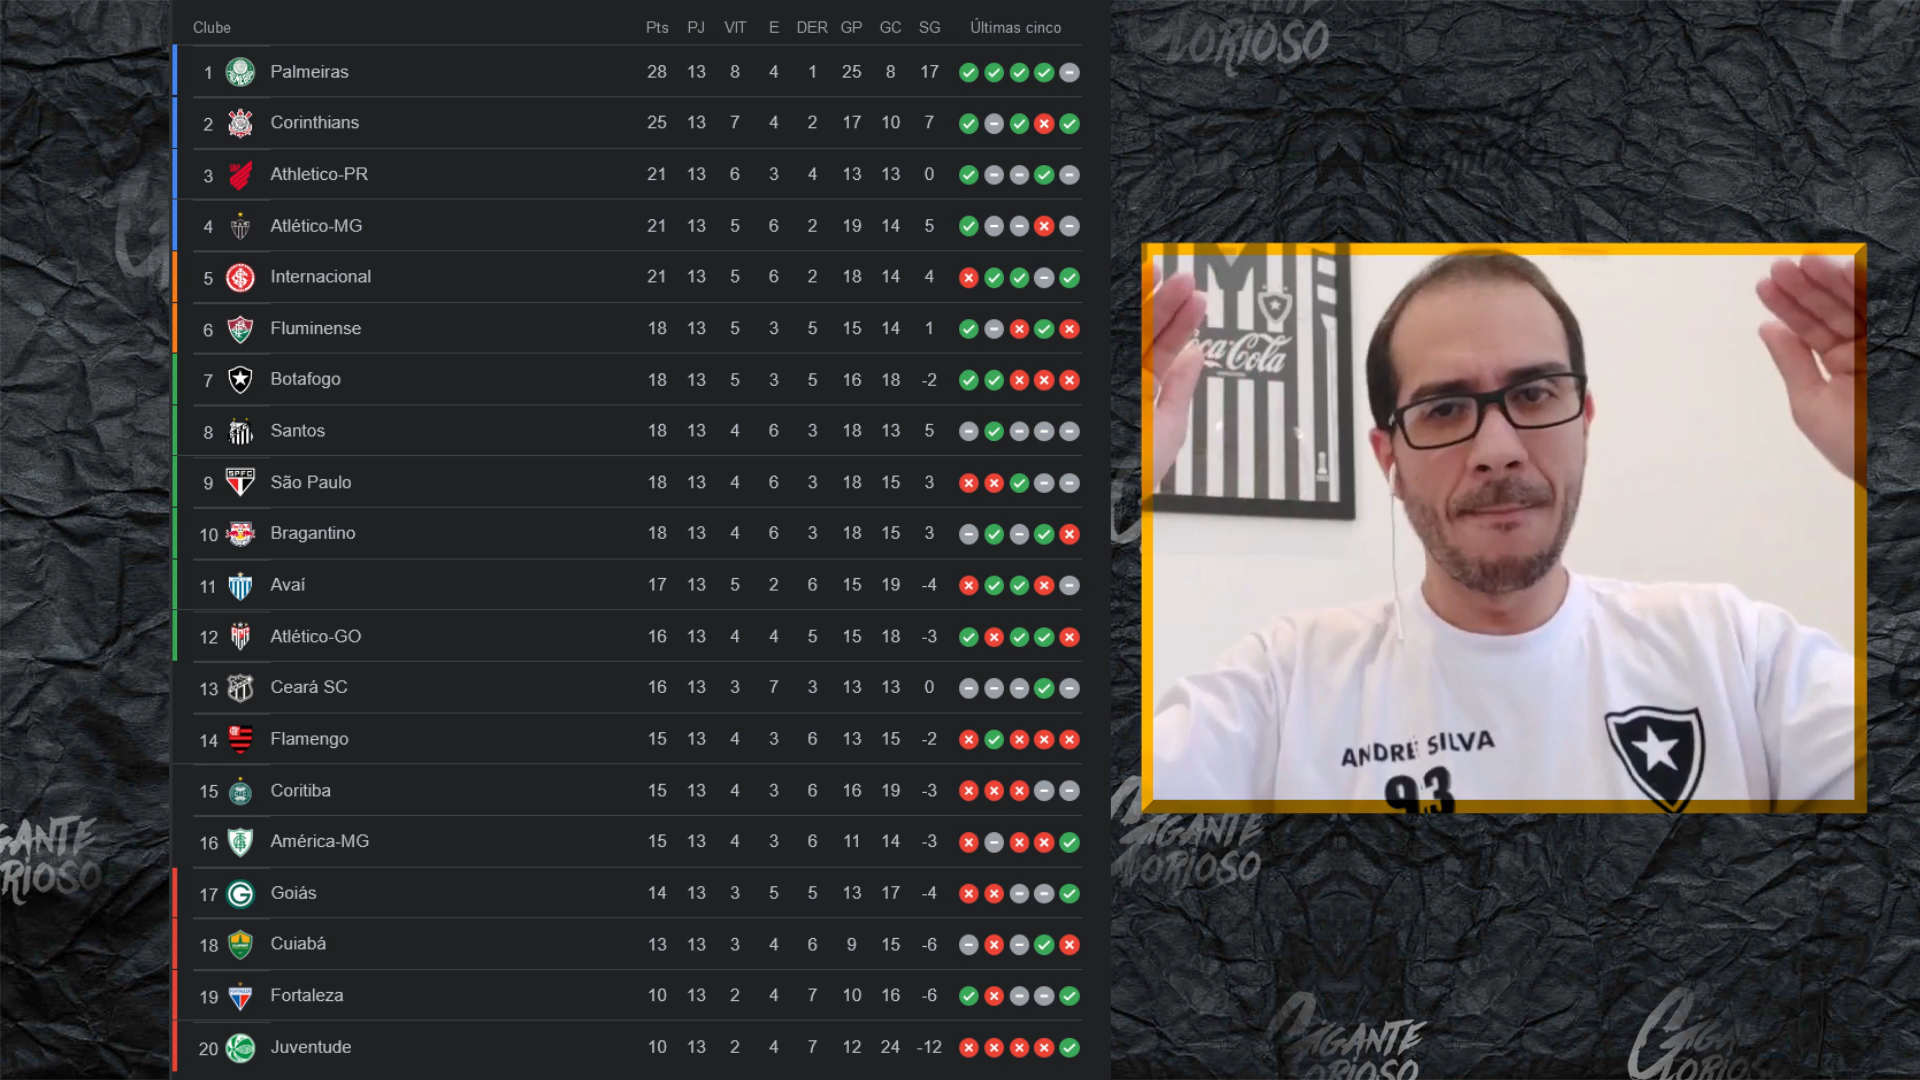 Clube Pts PJ VIT E DER GP GC SG Últimas cinco
1 Palmeiras 28 13 8 4 1 25 8 17
2 Corinthians 25 13 7 4 2 17 10 7
3 Athletico-PR 21 13 6 3 4 13 13 0
4 Atlético-MG 21 13 5 6 2 19 14 5
5 Internacional 21 13 5 6 2 18 14 4
6 Fluminense 18 13 5 3 5 15 14 1
7 Botafogo 18 13 5 3 5 16 18 -2
8 Santos 18 13 4 6 3 18 13 5
9 São Paulo 18 13 4 6 3 18 15 3
10 Bragantino 18 13 4 6 3 18 15 3
11 Avaí 17 13 5 2 6 15 19 -4
12 Atlético-GO 16 13 4 4 5 15 18 -3
13 Ceará SC 16 13 3 7 3 13 13 0
14 Flamengo 15 13 4 3 6 13 15 -2
15 Coritiba 15 13 4 3 6 16 19 -3
16 América-MG 15 13 4 3 6 11 14 -3
17 Goiás 14 13 3 5 5 13 17 -4
18 Cuiabá 13 13 3 4 6 9 15 -6
19 Fortaleza 10 13 2 4 7 10 16 -6
20 Juventude 10 13 2 4 7 12 24 -12
SPFC
Coca-Cola
ANDRÉ SILVA
93
GIGANTE
GLORIOSO
GIGANTE
GLORIOSO